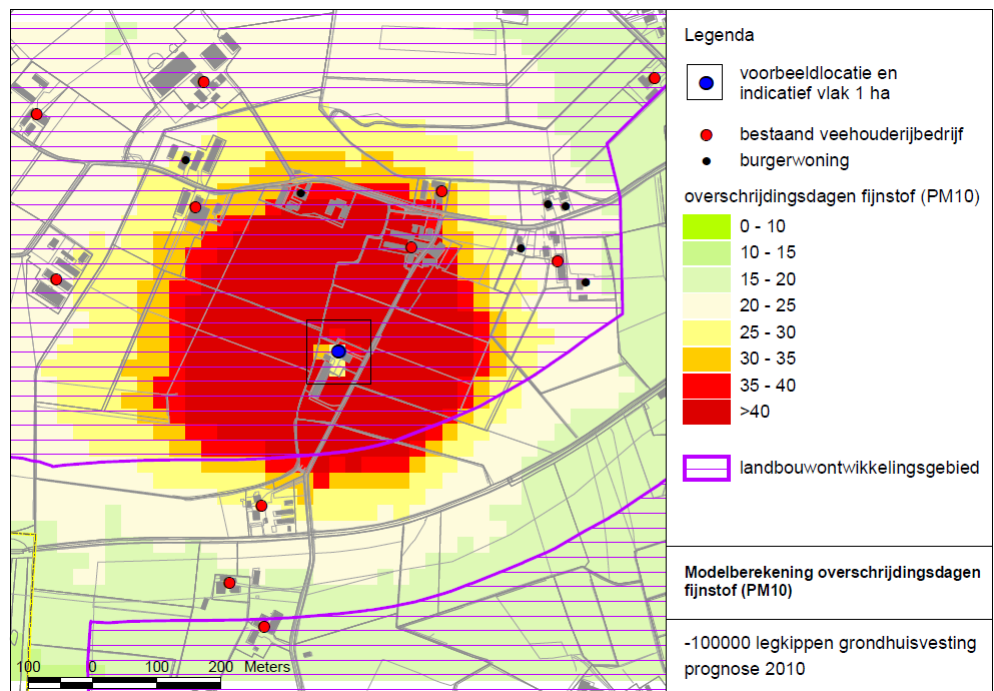 Legenda
voorbeeldlocatie en
indicatief vlak 1 ha
bestaand veehouderijbedrijf
burgerwoning
overschrijdingsdagen fijnstof (PM10)
0 - 10
10 - 15
15 - 20
20 - 25
25 - 30
30 - 35
35 - 40
>40
landbouwontwikkelingsgebied
Modelberekening overschrijdingsdagen
fijnstof (PM10)
-100000 legkippen grondhuisvesting
prognose 2010
100 0 100 200 Meters